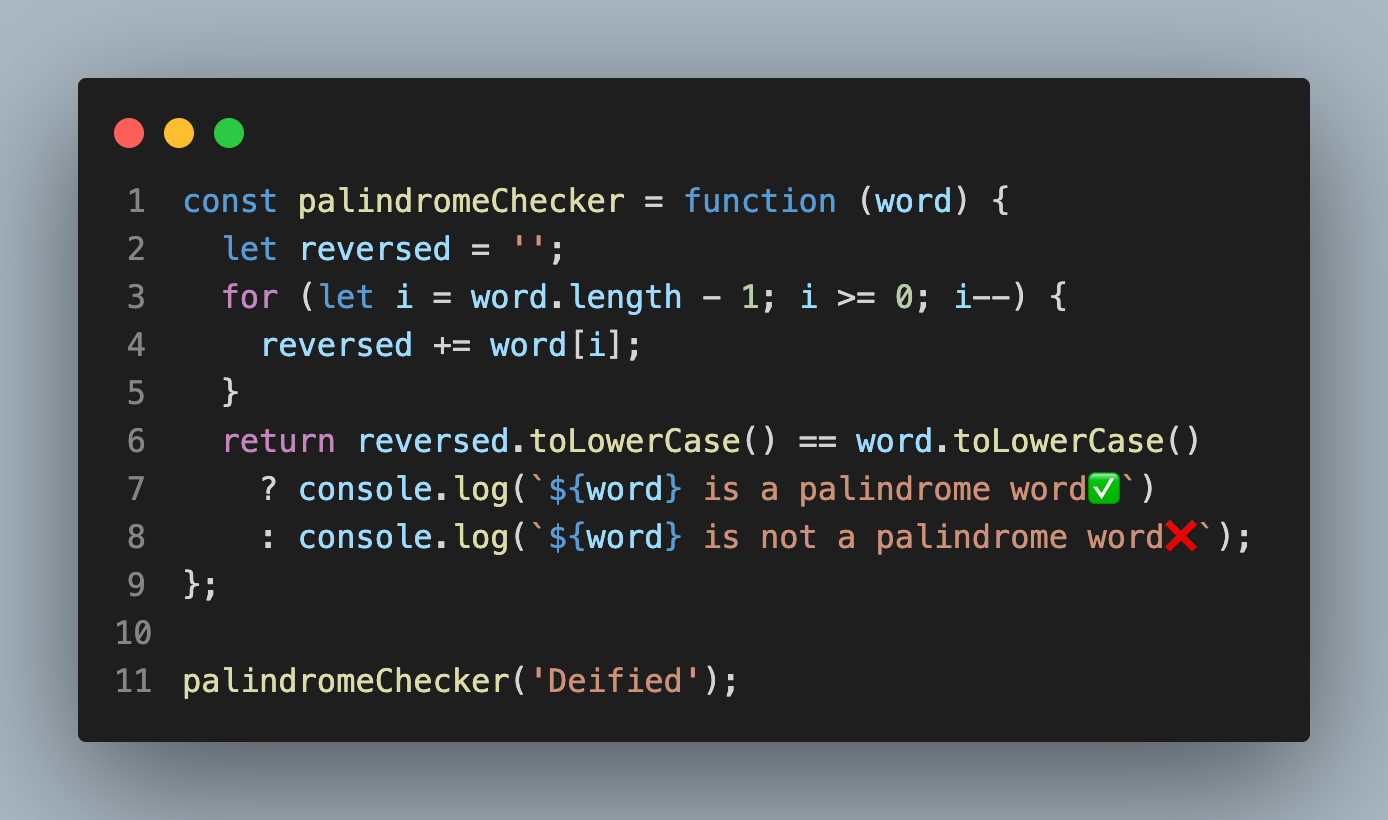 1 const palindromeChecker = function (word) {
2   let reversed = '';
3   for (let i = word.length - 1; i >= 0; i--) {
4     reversed += word[i];
5   }
6   return reversed.toLowerCase() == word.toLowerCase()
7     ? console.log(`${word} is a palindrome word✅`)
8     : console.log(`${word} is not a palindrome word❌`);
9 };
10
11 palindromeChecker('Deified');